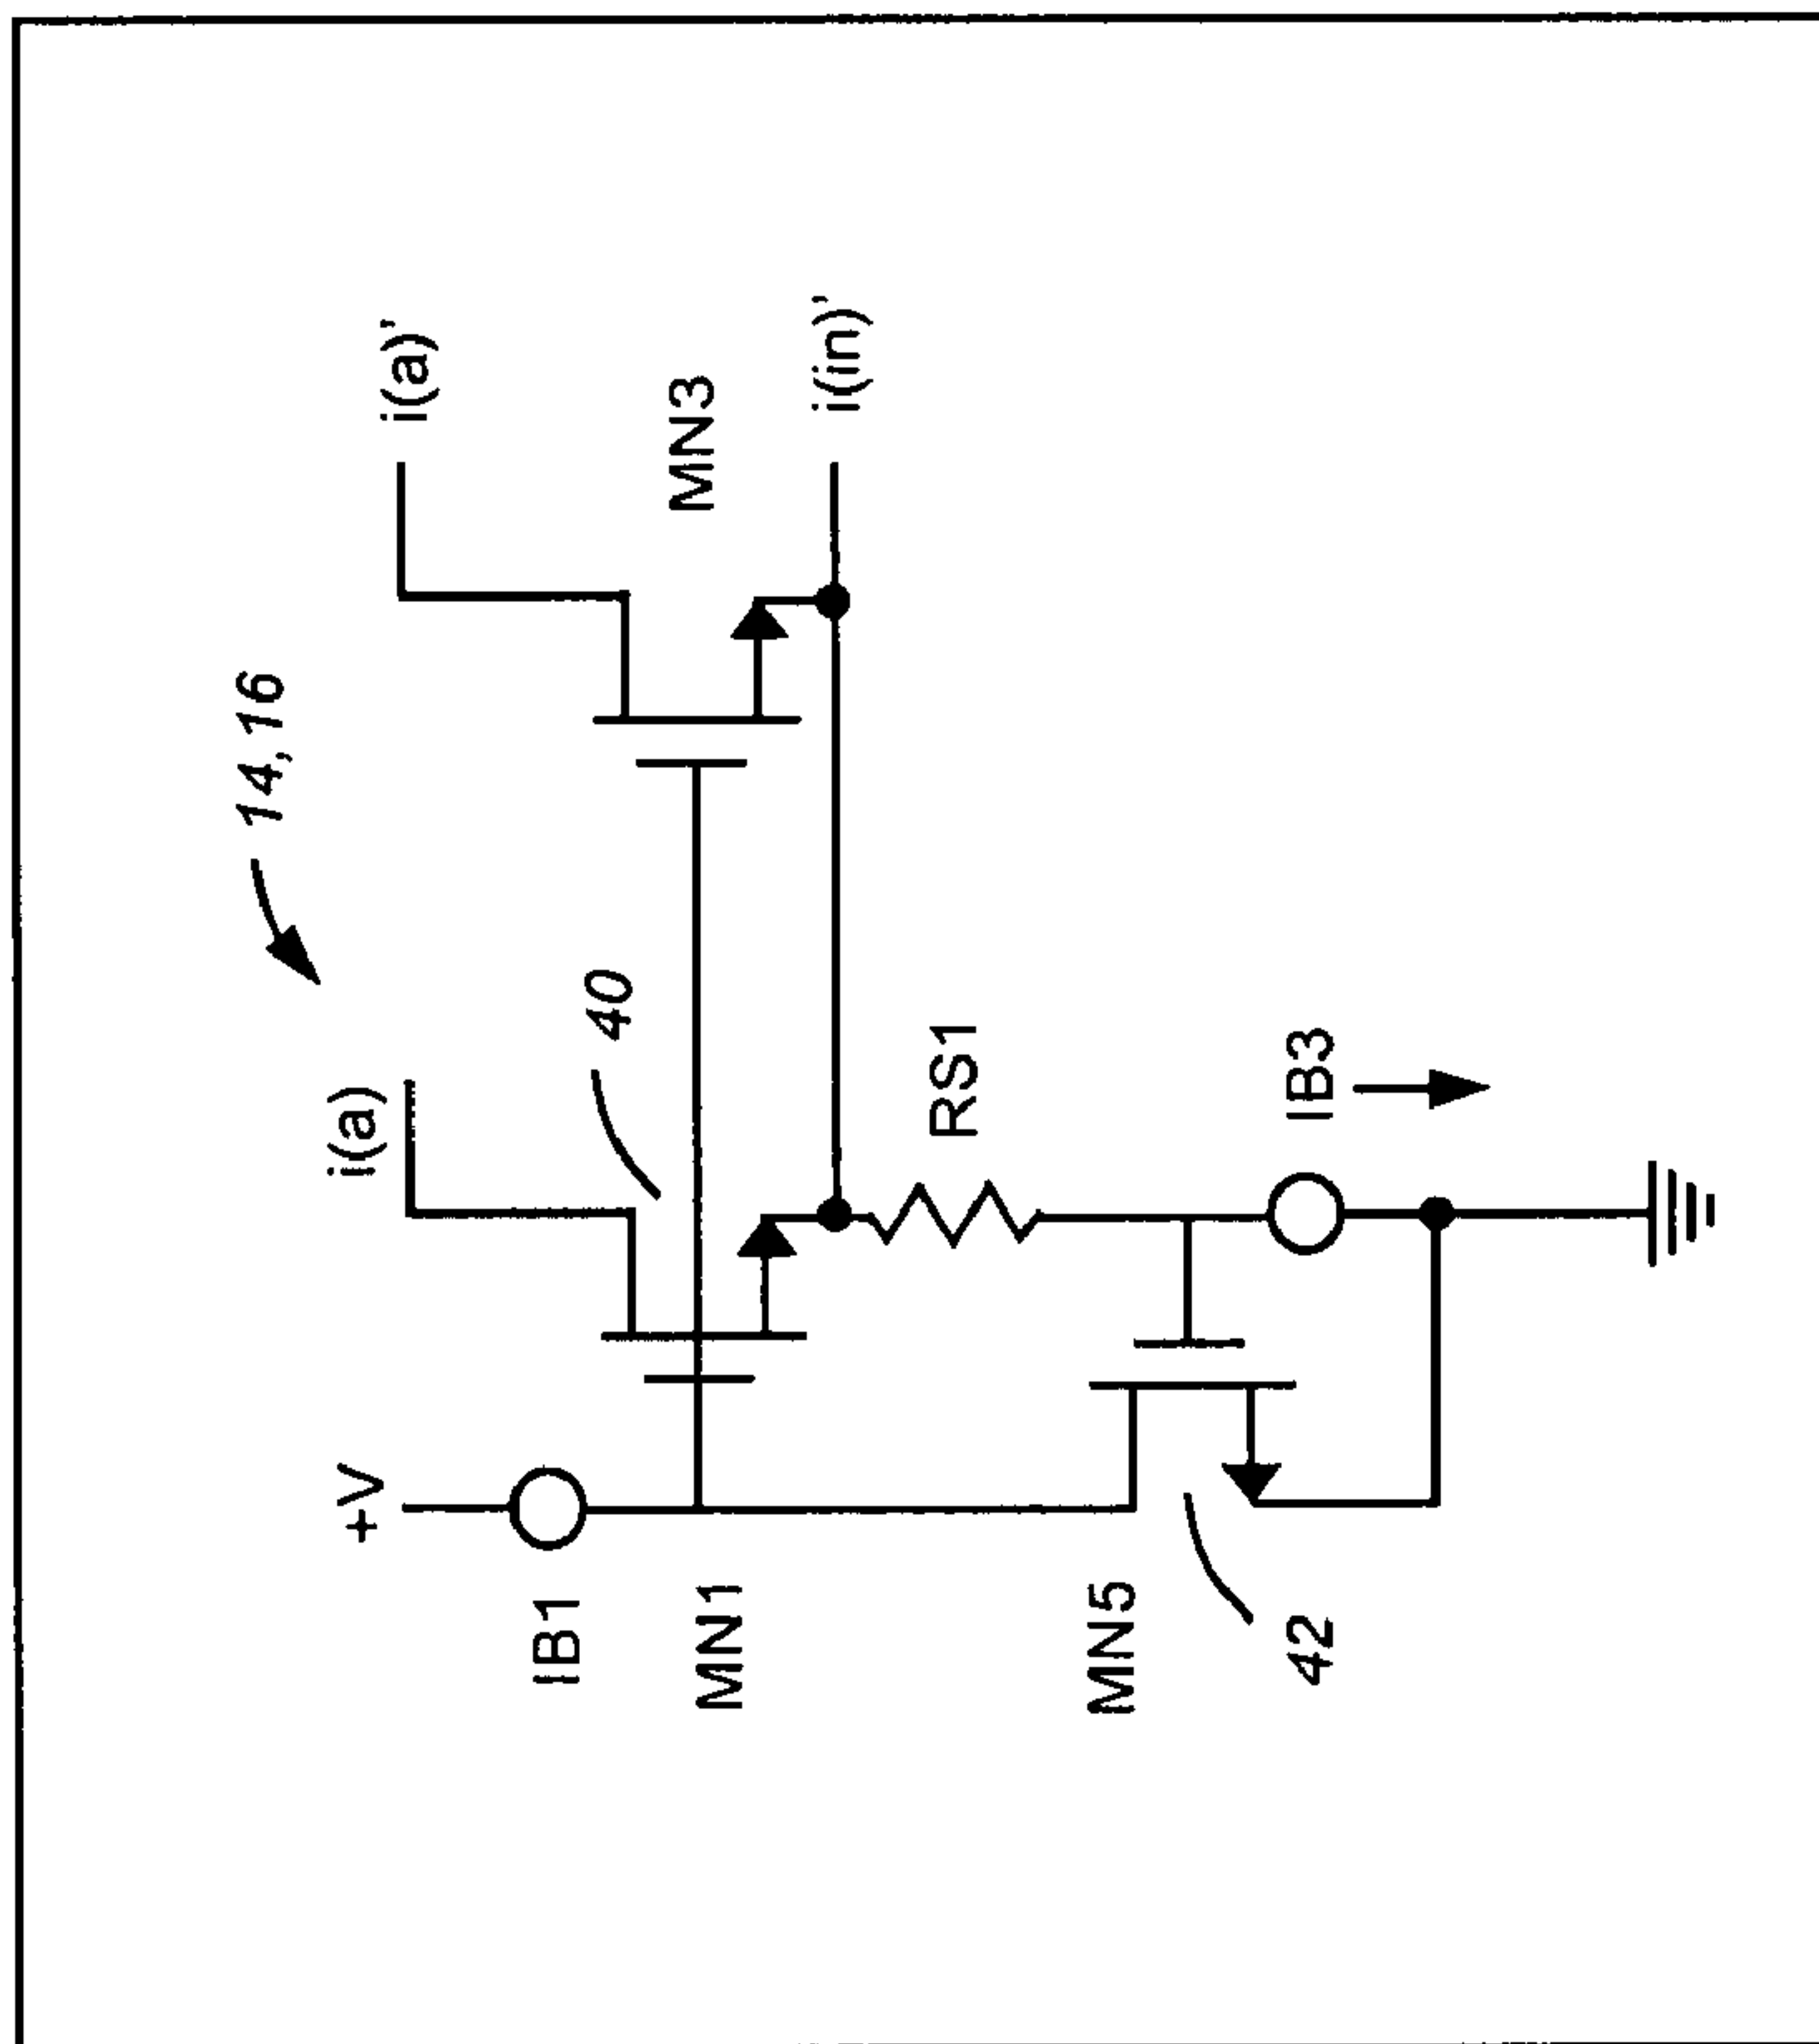 14,16
+V
i(a)
i(a)'
IB1
40
MN1
MN3
i(in)'
RS1
MN5
42
IB3